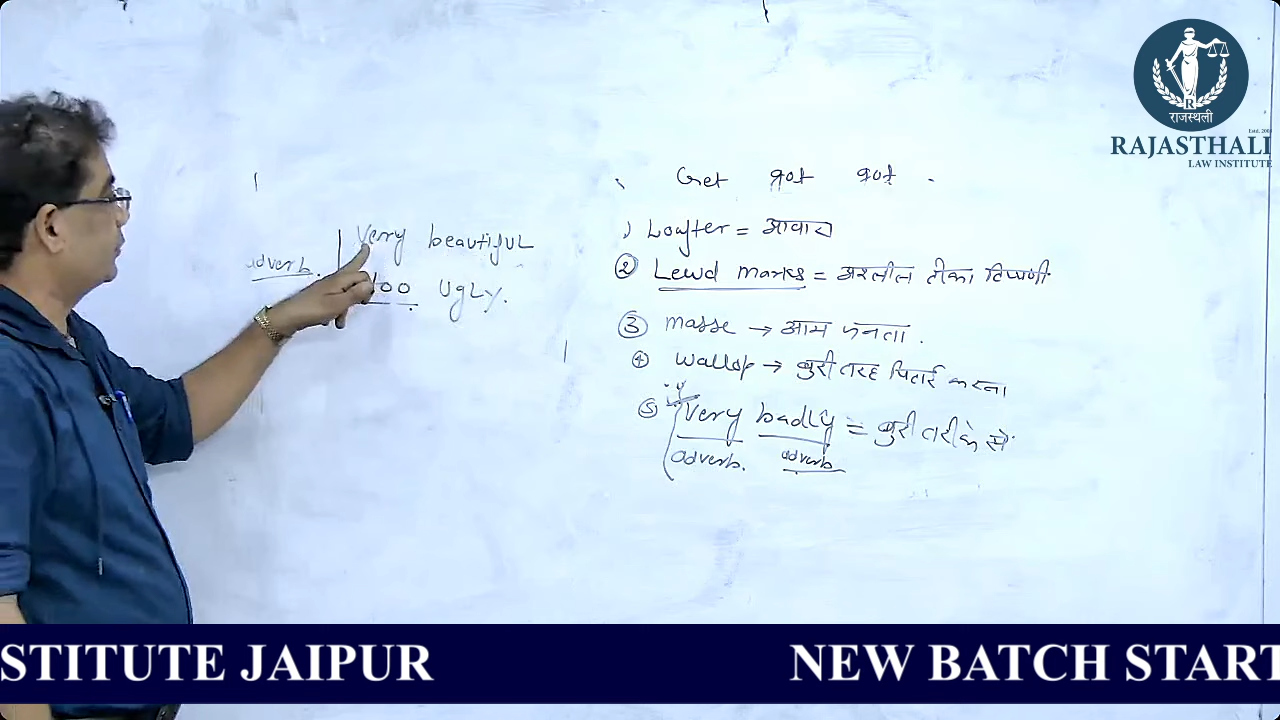 Get got got
1) Loafter = आवारा
② Lewd marks = अश्लील टीका टिप्पणी
③ masse → आम जनता.
④ wallop → बुरी तरह पिटाई करना
⑤ Very badly = बुरी तरीके से
adverb. adverb
Very beautiful
adverb.
too ugly.
राजस्थली
RAJASTHALI
LAW INSTITUTE
STITUTE JAIPUR NEW BATCH START